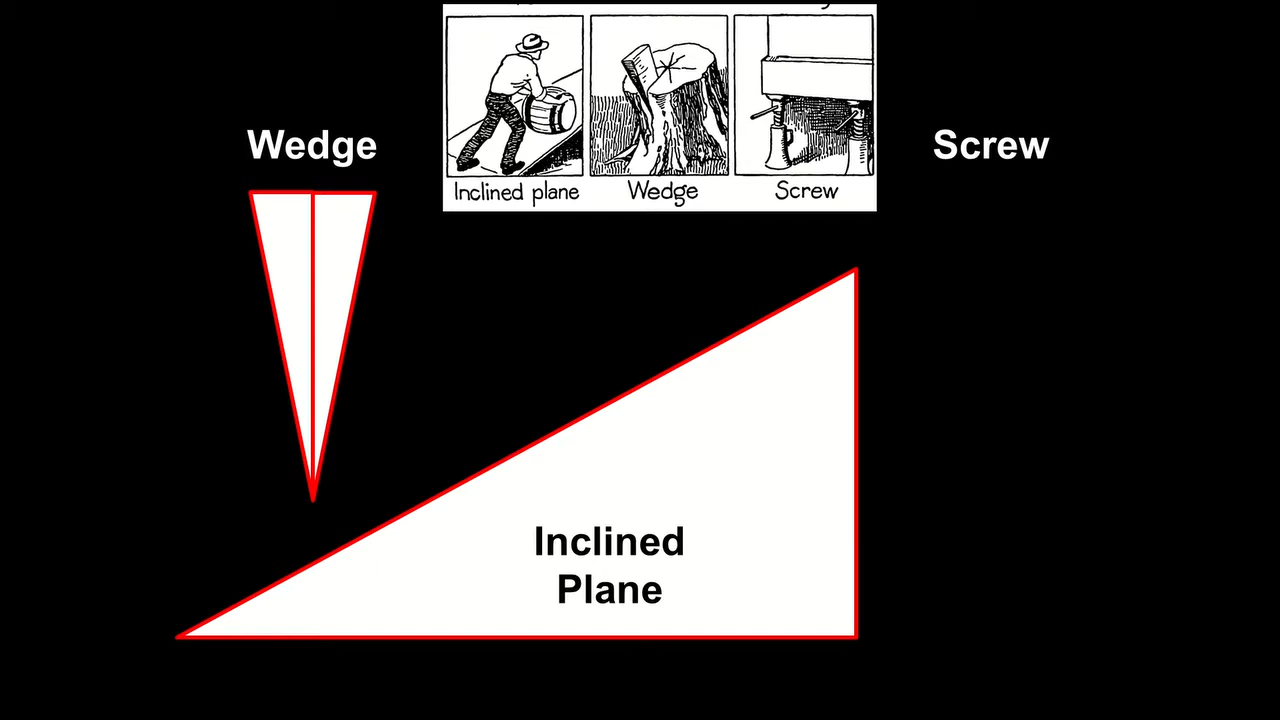 Inclined plane
Wedge
Screw
Wedge
Screw
Inclined
Plane